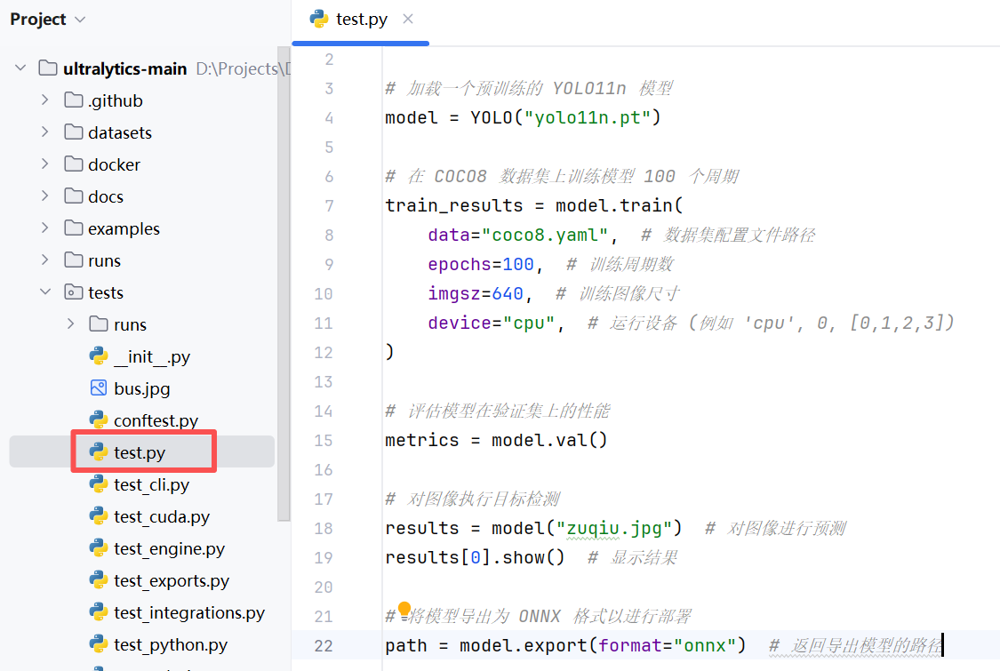 Project
ultralytics-main D:\Projects\
.github
datasets
docker
docs
examples
runs
tests
runs
__init__.py
bus.jpg
conftest.py
test.py
test_cli.py
test_cuda.py
test_engine.py
test_exports.py
test_integrations.py
test_python.py
test.py
2
3 # 加载一个预训练的 YOLO11n 模型
4 model = YOLO("yolo11n.pt")
5
6 # 在 COCO8 数据集上训练模型 100 个周期
7 train_results = model.train(
8 data="coco8.yaml", # 数据集配置文件路径
9 epochs=100, # 训练周期数
10 imgsz=640, # 训练图像尺寸
11 device="cpu", # 运行设备 (例如 'cpu', 0, [0,1,2,3])
12 )
13
14 # 评估模型在验证集上的性能
15 metrics = model.val()
16
17 # 对图像执行目标检测
18 results = model("zuqiu.jpg") # 对图像进行预测
19 results[0].show() # 显示结果
20
21 # 将模型导出为 ONNX 格式以进行部署
22 path = model.export(format="onnx") # 返回导出模型的路径